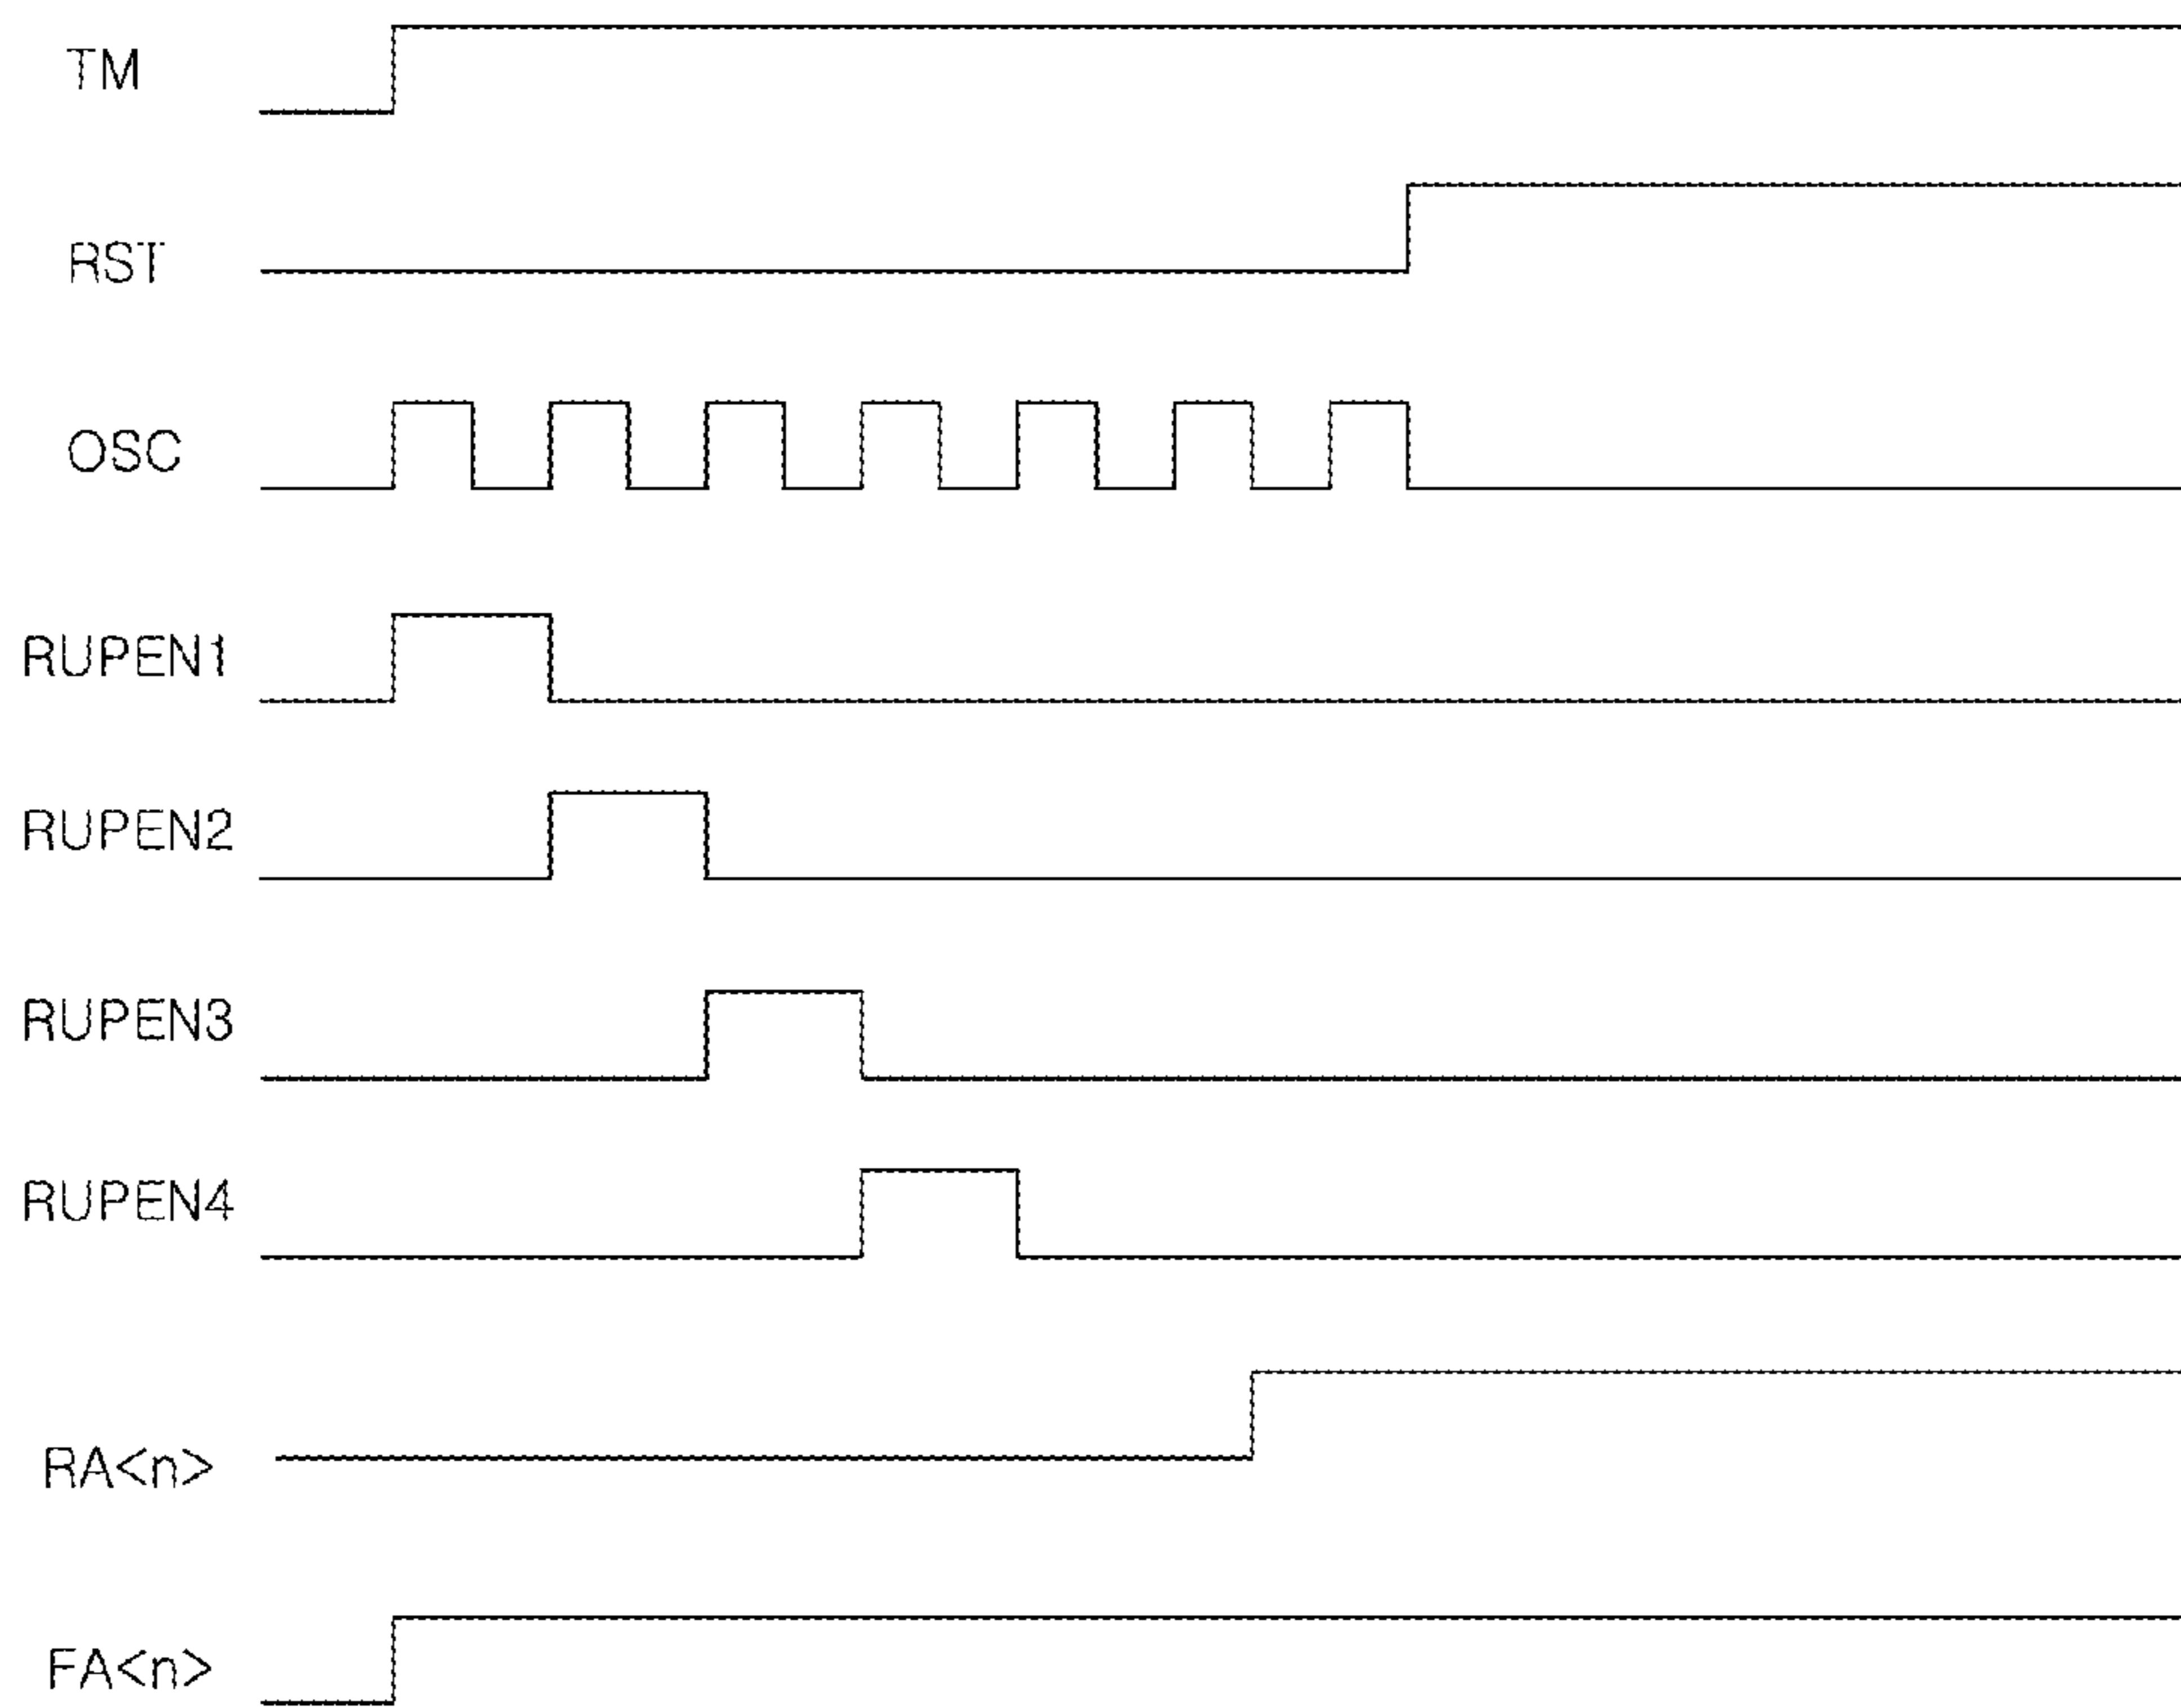 TM
RST
OSC
RUPEN1
RUPEN2
RUPEN3
RUPEN4
RA<n>
FA<n>